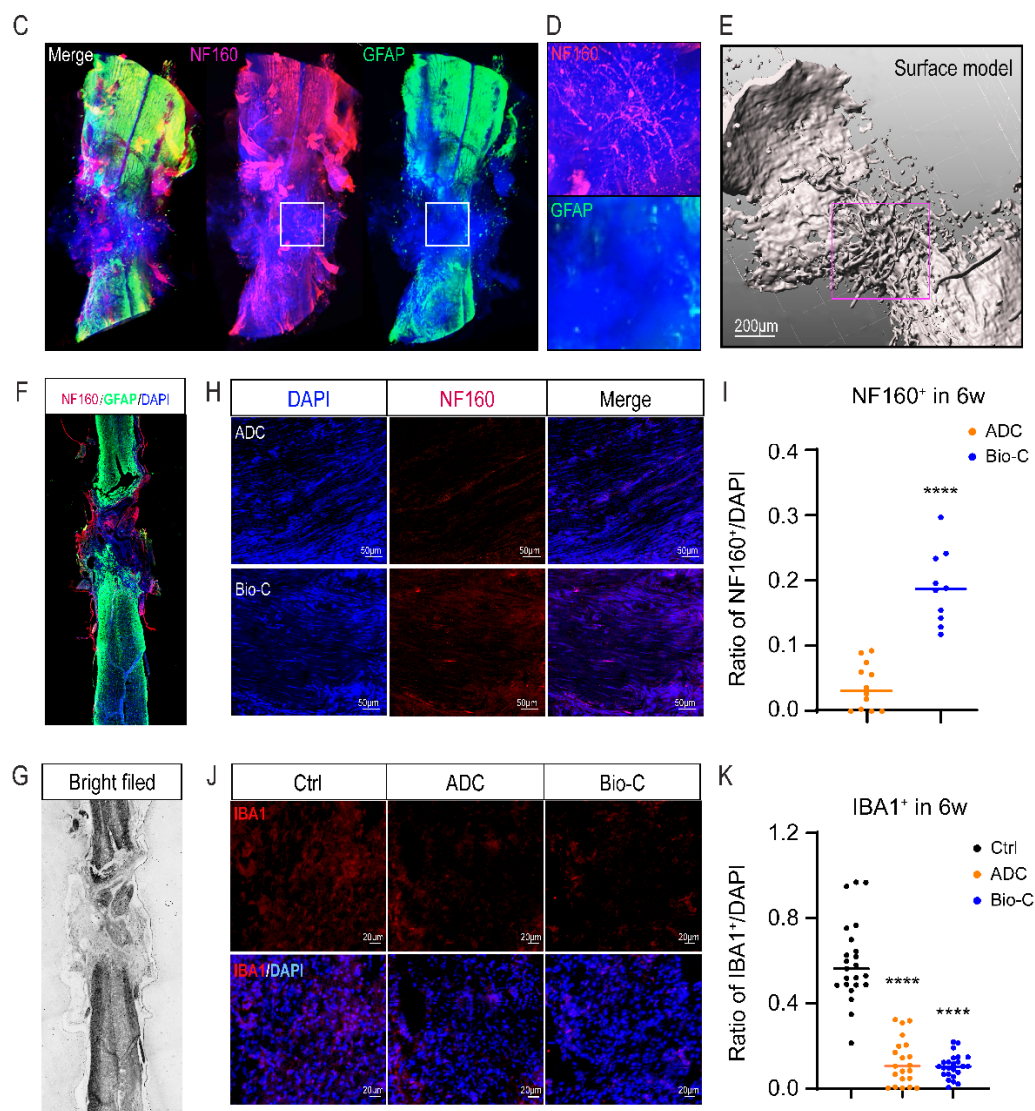 C
Merge
NF160
GFAP
D
NF160
GFAP
E
Surface model
200μm
F
NF160/GFAP/DAPI
H
DAPI
NF160
Merge
ADC
50μm
50μm
50μm
Bio-C
50μm
50μm
50μm
I
NF160⁺ in 6w
ADC
Bio-C
Ratio of NF160⁺/DAPI
0.4
0.3
0.2
0.1
0.0
****
G
Bright filed
J
Ctrl
ADC
Bio-C
IBA1
20μm
20μm
20μm
IBA1/DAPI
20μm
20μm
20μm
K
IBA1⁺ in 6w
Ctrl
ADC
Bio-C
Ratio of IBA1⁺/DAPI
1.2
0.8
0.4
0.0
****
****